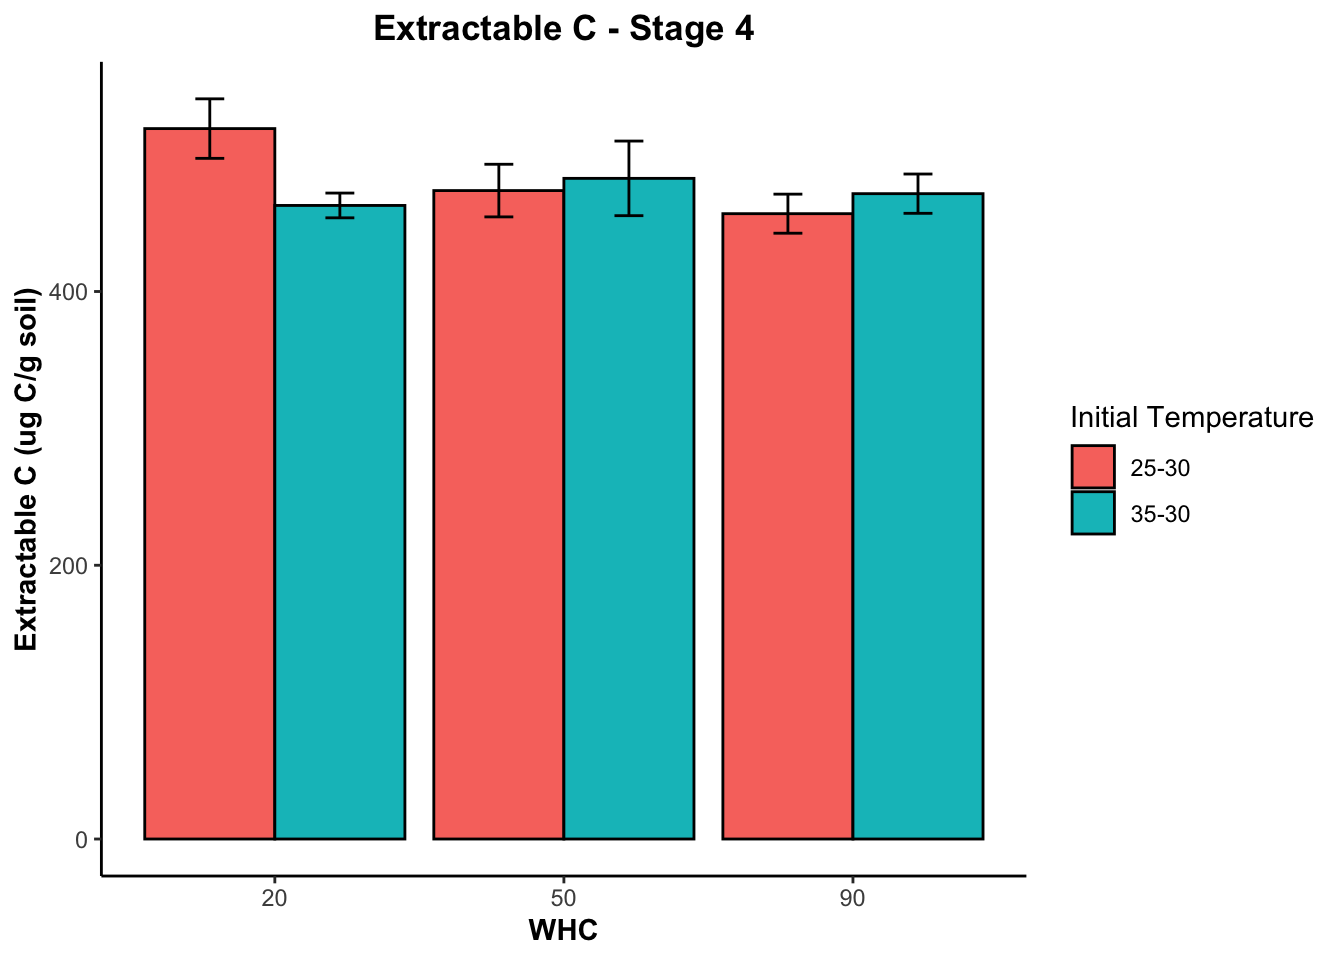 Extractable C - Stage 4
Extractable C (ug C/g soil)
400
200
0
20
50
90
WHC
Initial Temperature
25-30
35-30